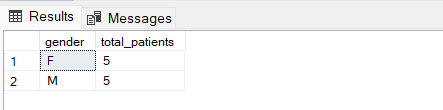 Results Messages
gender total_patients
1 F 5
2 M 5